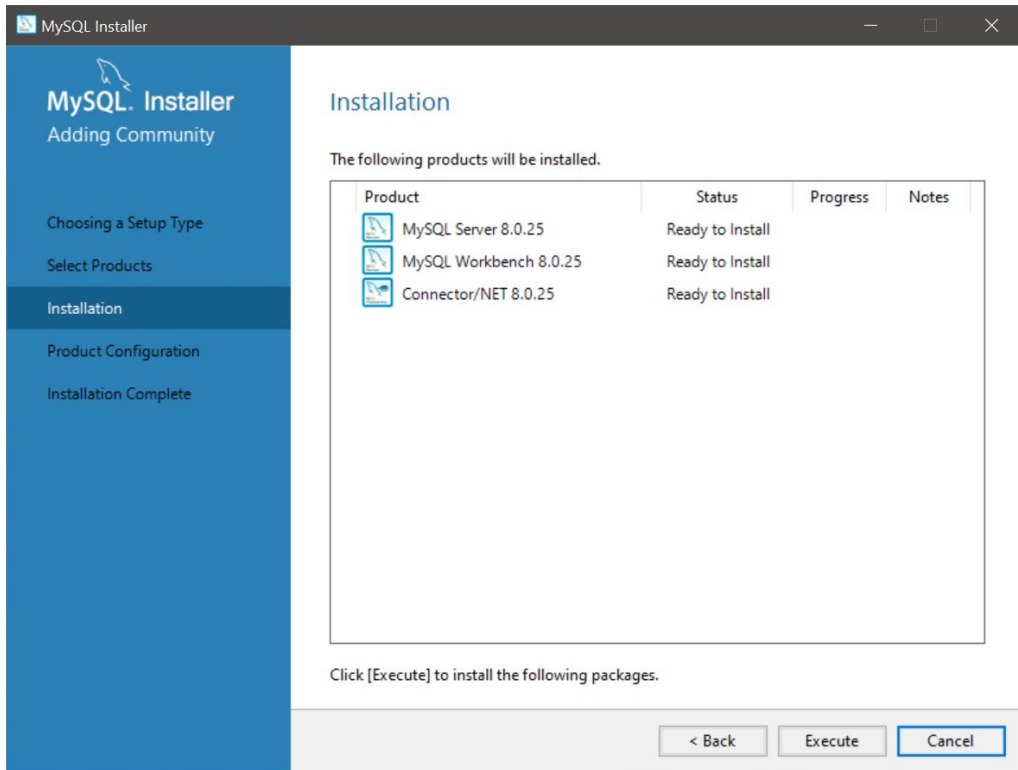 MySQL Installer
MySQL. Installer
Adding Community
Choosing a Setup Type
Select Products
Installation
Product Configuration
Installation Complete
Installation
The following products will be installed.
Product Status Progress Notes
MySQL Server 8.0.25 Ready to Install
MySQL Workbench 8.0.25 Ready to Install
Connector/NET 8.0.25 Ready to Install
Click [Execute] to install the following packages.
< Back Execute Cancel